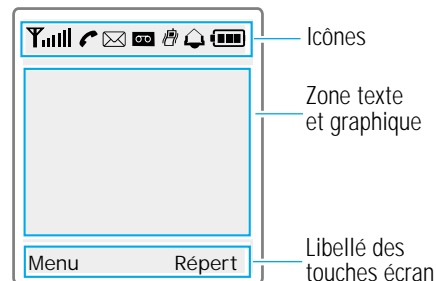 Icônes
Zone texte
et graphique
Menu Répert
Libellé des
touches écran